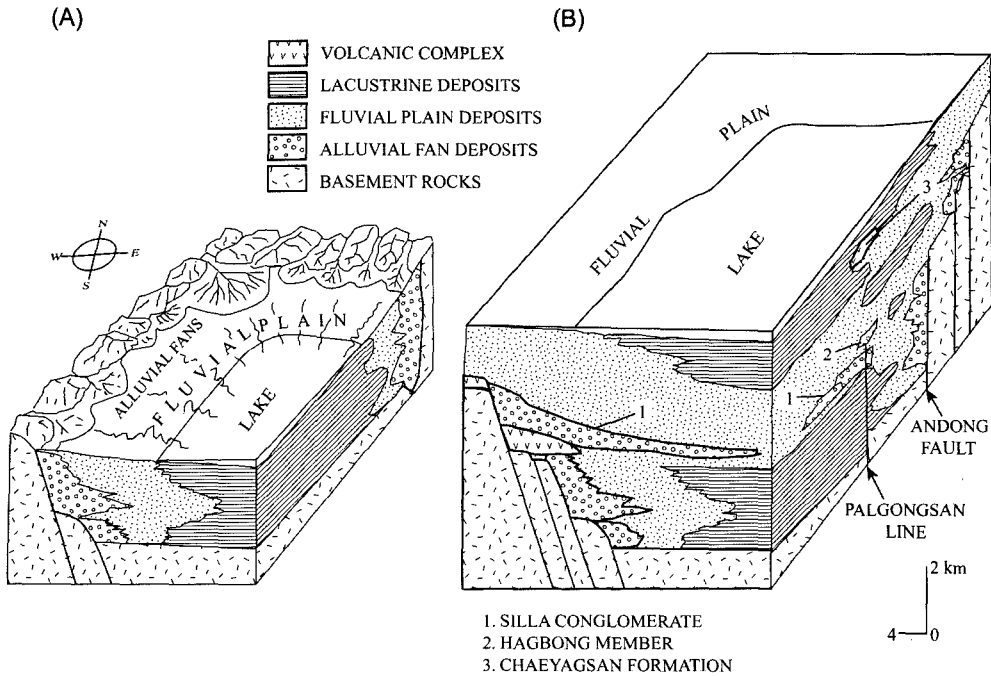 (A)
(B)
VOLCANIC COMPLEX
LACUSTRINE DEPOSITS
FLUVIAL PLAIN DEPOSITS
ALLUVIAL FAN DEPOSITS
BASEMENT ROCKS
N
W E
S
ALLUVIAL FANS
FLUVIAL PLAIN
LAKE
PLAIN
FLUVIAL
LAKE
3
2
1
1
ANDONG
FAULT
PALGONGSAN
LINE
2 km
4 0
1. SILLA CONGLOMERATE
2. HAGBONG MEMBER
3. CHAEYAGSAN FORMATION